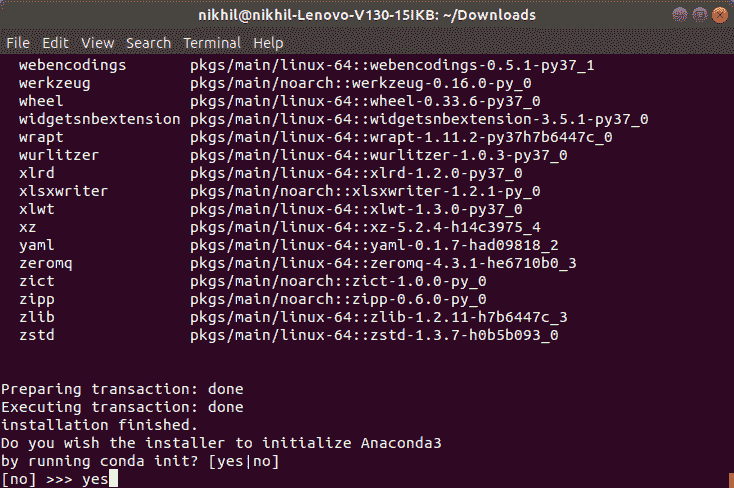 nikhil@nikhil-Lenovo-V130-15IKB: ~/Downloads
File Edit View Search Terminal Help
webencodings pkgs/main/linux-64::webencodings-0.5.1-py37_1
werkzeug pkgs/main/noarch::werkzeug-0.16.0-py_0
wheel pkgs/main/linux-64::wheel-0.33.6-py37_0
widgetsnbextension pkgs/main/linux-64::widgetsnbextension-3.5.1-py37_0
wrapt pkgs/main/linux-64::wrapt-1.11.2-py37h7b6447c_0
wurlitzer pkgs/main/linux-64::wurlitzer-1.0.3-py37_0
xlrd pkgs/main/linux-64::xlrd-1.2.0-py37_0
xlsxwriter pkgs/main/noarch::xlsxwriter-1.2.1-py_0
xlwt pkgs/main/linux-64::xlwt-1.3.0-py37_0
xz pkgs/main/linux-64::xz-5.2.4-h14c3975_4
yaml pkgs/main/linux-64::yaml-0.1.7-had09818_2
zeromq pkgs/main/linux-64::zeromq-4.3.1-he6710b0_3
zict pkgs/main/noarch::zict-1.0.0-py_0
zipp pkgs/main/noarch::zipp-0.6.0-py_0
zlib pkgs/main/linux-64::zlib-1.2.11-h7b6447c_3
zstd pkgs/main/linux-64::zstd-1.3.7-h0b5b093_0
Preparing transaction: done
Executing transaction: done
installation finished.
Do you wish the installer to initialize Anaconda3
by running conda init? [yes|no]
[no] >>> yes